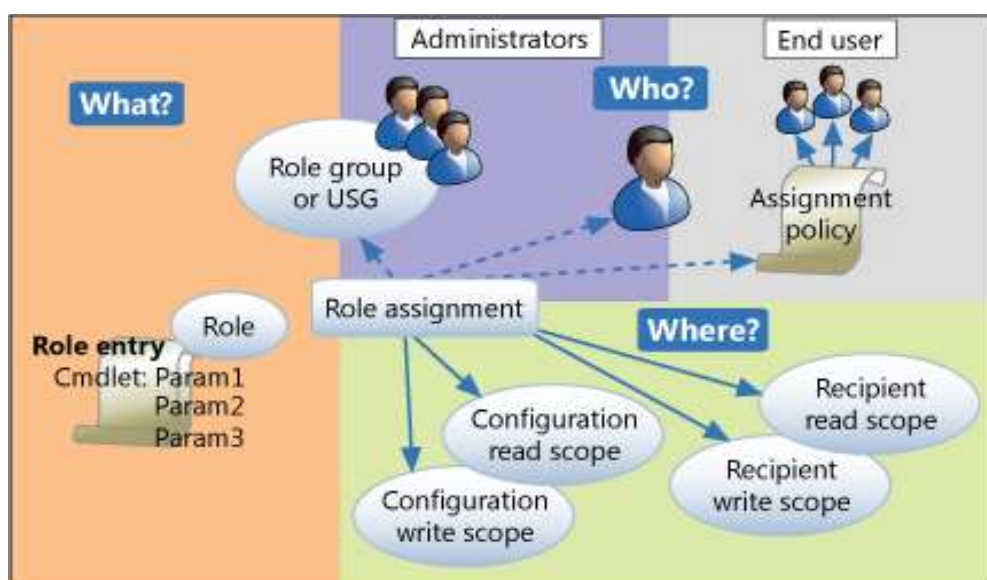 Administrators
End user
What?
Who?
Role group
or USG
Assignment
policy
Role assignment
Role
Where?
Role entry
Cmdlet: Param1
Param2
Param3
Configuration
read scope
Recipient
read scope
Configuration
write scope
Recipient
write scope